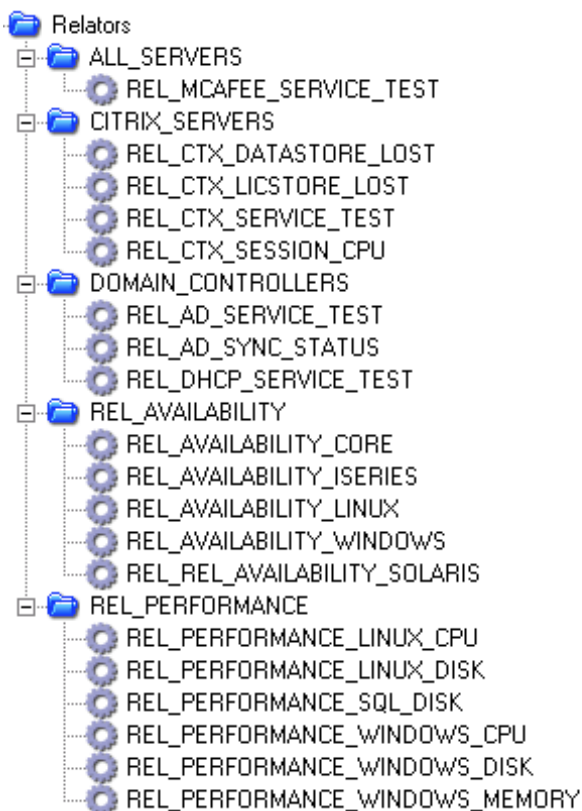 Relators
ALL_SERVERS
REL_MCAFEE_SERVICE_TEST
CITRIX_SERVERS
REL_CTX_DATASTORE_LOST
REL_CTX_LICSTORE_LOST
REL_CTX_SERVICE_TEST
REL_CTX_SESSION_CPU
DOMAIN_CONTROLLERS
REL_AD_SERVICE_TEST
REL_AD_SYNC_STATUS
REL_DHCP_SERVICE_TEST
REL_AVAILABILITY
REL_AVAILABILITY_CORE
REL_AVAILABILITY_ISERIES
REL_AVAILABILITY_LINUX
REL_AVAILABILITY_WINDOWS
REL_REL_AVAILABILITY_SOLARIS
REL_PERFORMANCE
REL_PERFORMANCE_LINUX_CPU
REL_PERFORMANCE_LINUX_DISK
REL_PERFORMANCE_SQL_DISK
REL_PERFORMANCE_WINDOWS_CPU
REL_PERFORMANCE_WINDOWS_DISK
REL_PERFORMANCE_WINDOWS_MEMORY